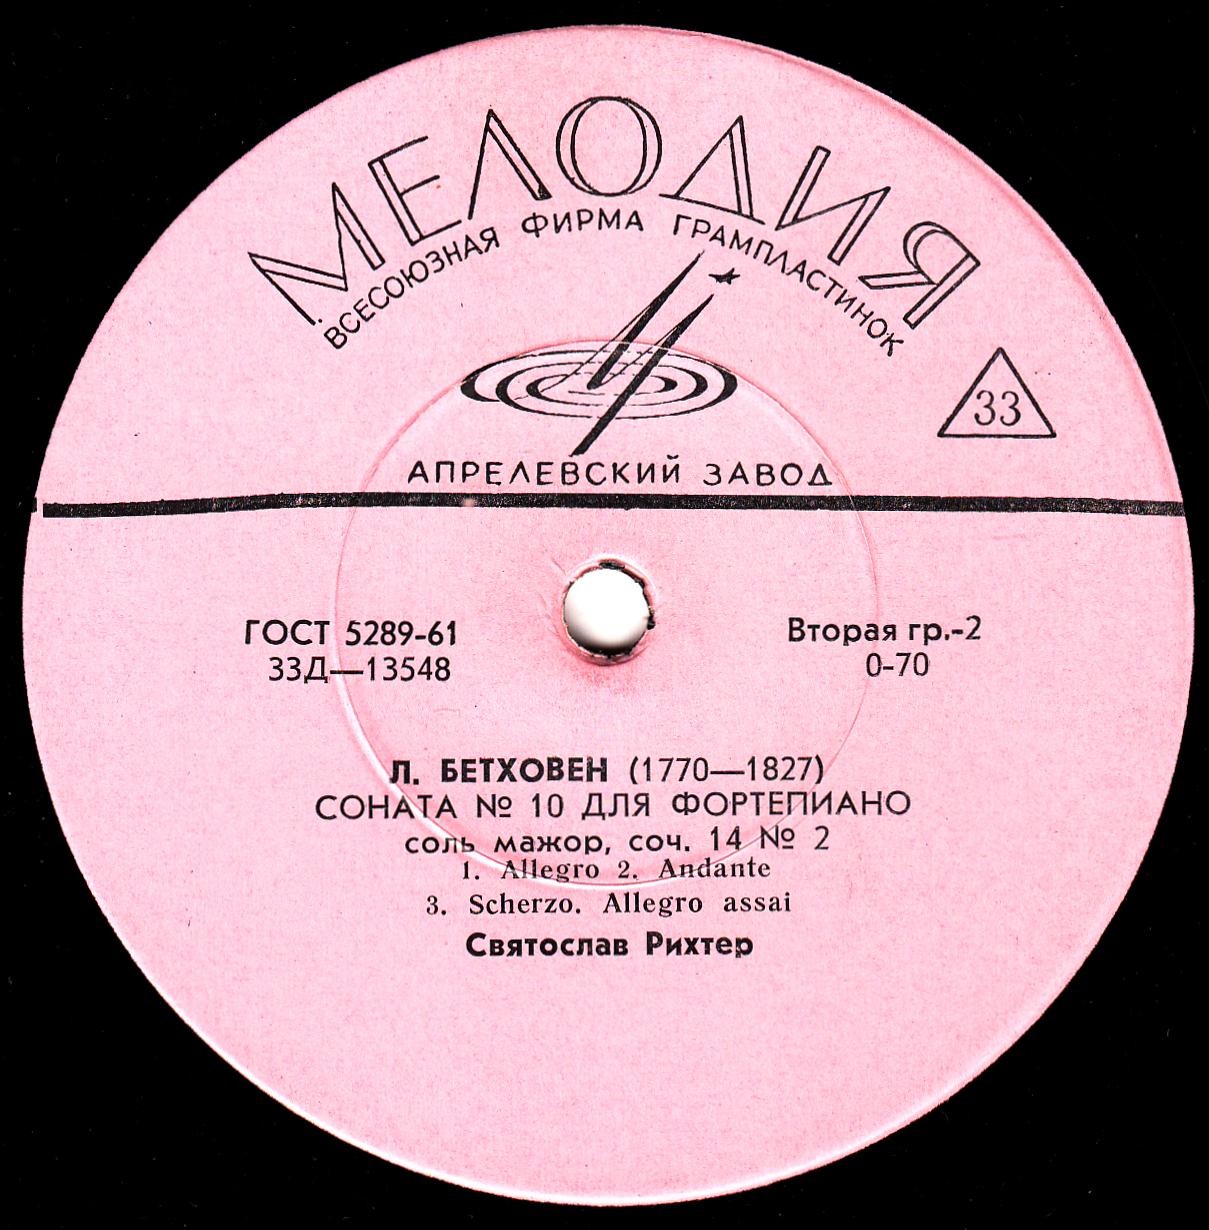 МЕЛОДИЯ
ВСЕСОЮЗНАЯ ФИРМА ГРАМПЛАСТИНОК
33
АПРЕЛЕВСКИЙ ЗАВОД
ГОСТ 5289-61
Вторая гр.-2
33Д—13548
0-70
Л. БЕТХОВЕН (1770—1827)
СОНАТА № 10 ДЛЯ ФОРТЕПИАНО
соль мажор, соч. 14 № 2
1. Allegro 2. Andante
3. Scherzo. Allegro assai
Святослав Рихтер